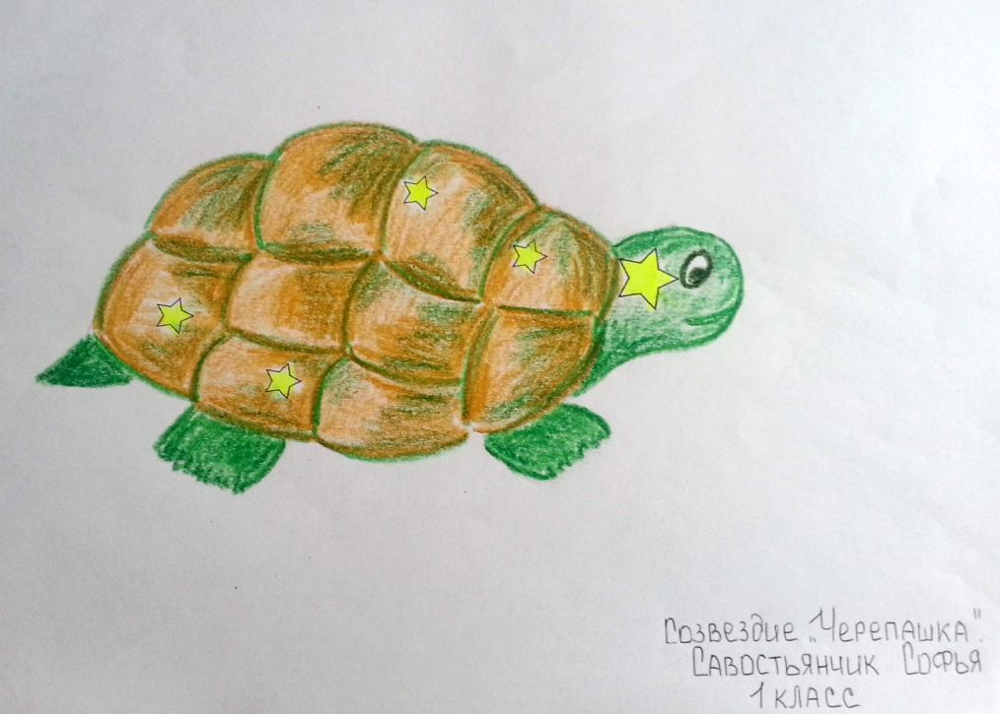 Созвездие „Черепашка".
Савостьянчик Софья
1 класс